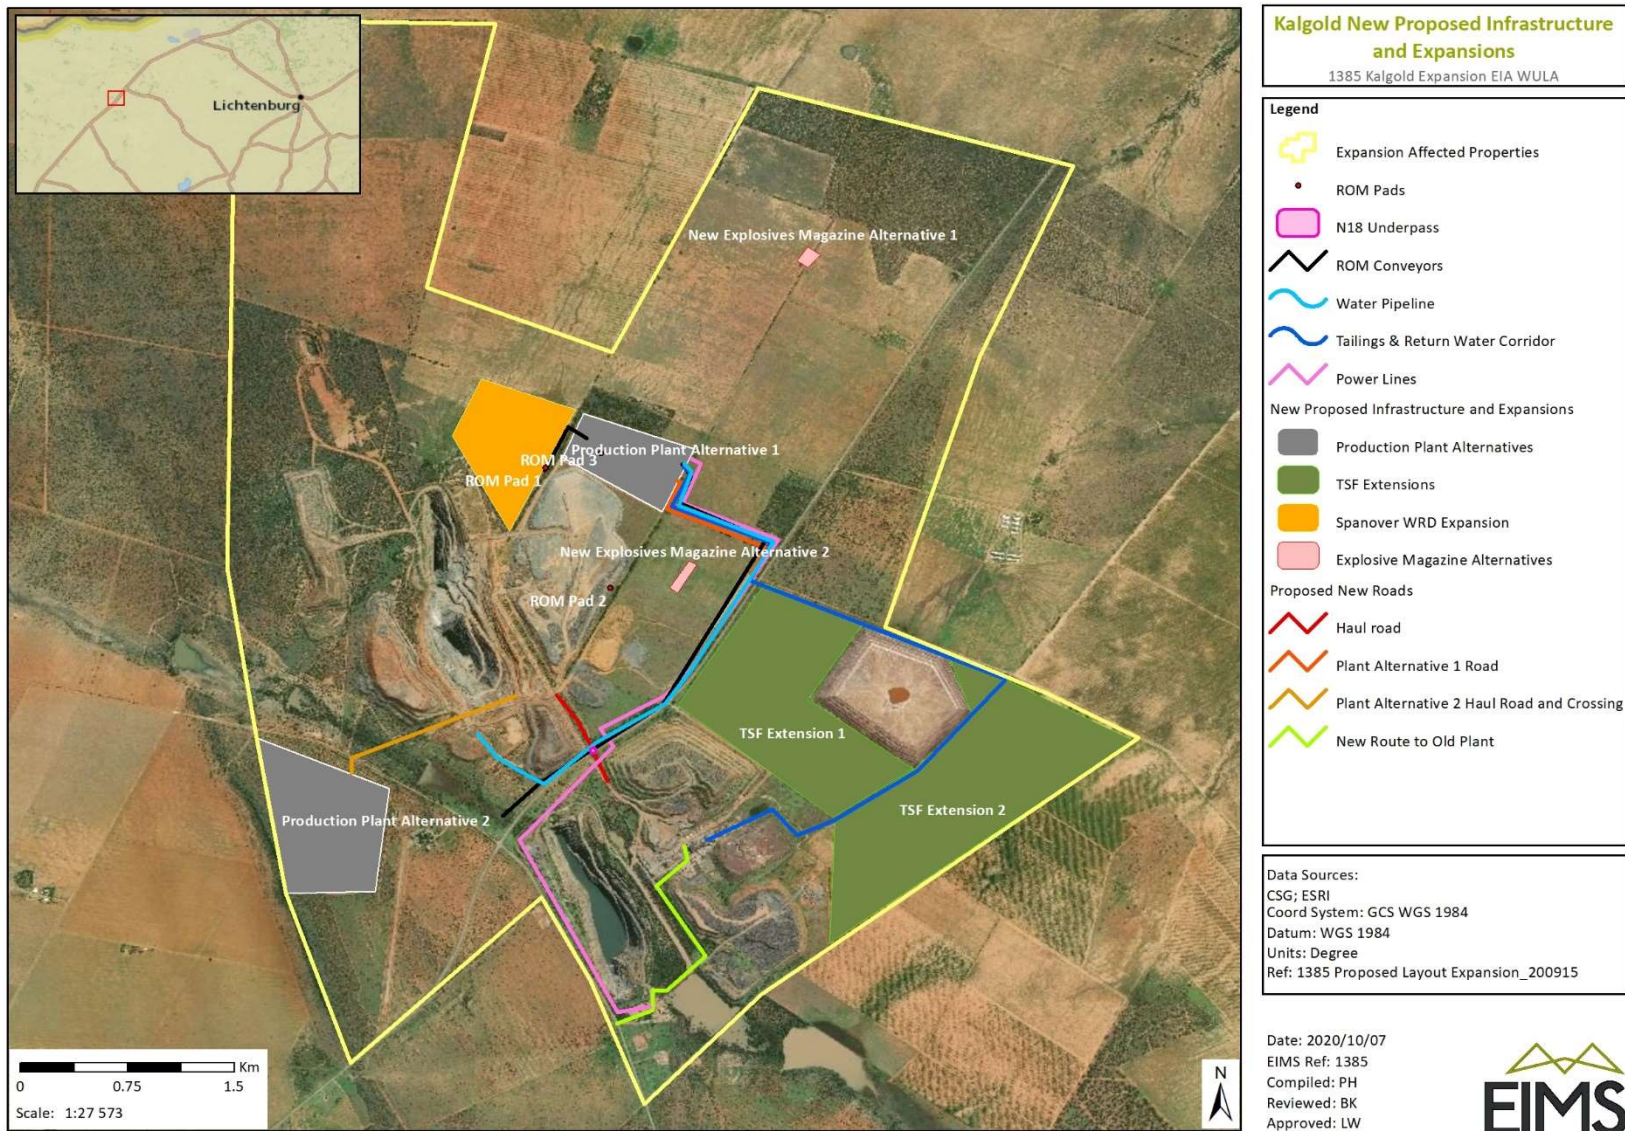 Kalgold New Proposed Infrastructure
and Expansions
1385 Kalgold Expansion EIA WULA
Lichtenburg
New Explosives Magazine Alternative 1
Production Plant Alternative 1
ROM Pad 3
ROM Pad 1
New Explosives Magazine Alternative 2
ROM Pad 2
TSF Extension 1
TSF Extension 2
Production Plant Alternative 2
Km
0 0.75 1.5
Scale: 1:27 573
N
Legend
Expansion Affected Properties
ROM Pads
N18 Underpass
ROM Conveyors
Water Pipeline
Tailings & Return Water Corridor
Power Lines
New Proposed Infrastructure and Expansions
Production Plant Alternatives
TSF Extensions
Spanover WRD Expansion
Explosive Magazine Alternatives
Proposed New Roads
Haul road
Plant Alternative 1 Road
Plant Alternative 2 Haul Road and Crossing
New Route to Old Plant
Data Sources:
CSG; ESRI
Coord System: GCS WGS 1984
Datum: WGS 1984
Units: Degree
Ref: 1385 Proposed Layout Expansion_200915
Date: 2020/10/07
EIMS Ref: 1385
Compiled: PH
Reviewed: BK
Approved: LW
EIMS